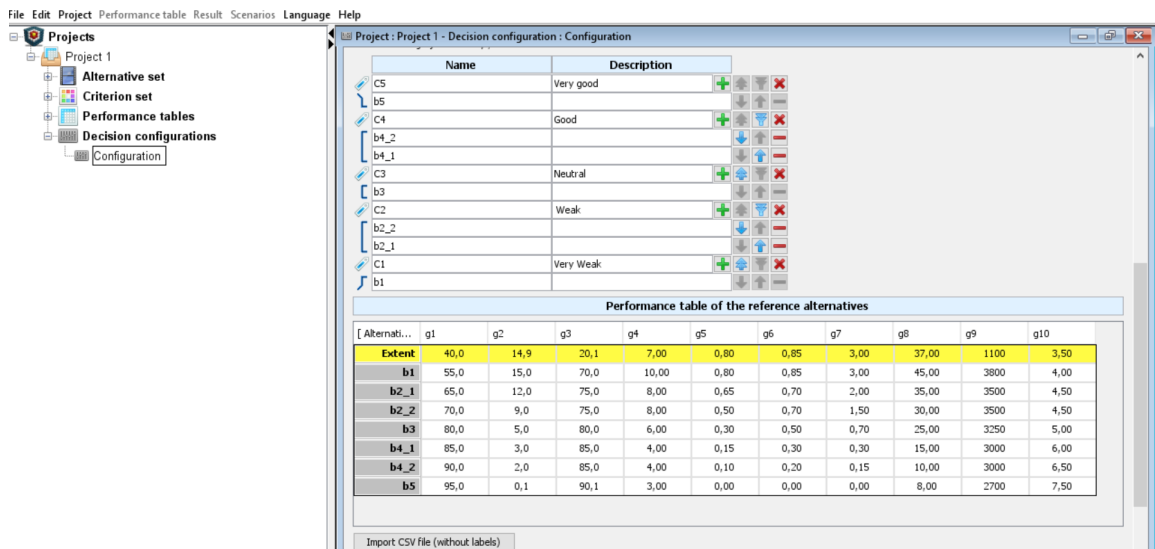 File Edit Project Performance table Result Scenarios Language Help
Projects
Project 1
Alternative set
Criterion set
Performance tables
Decision configurations
Configuration
Project : Project 1 - Decision configuration : Configuration
Name Description
C5 Very good
b5
C4 Good
b4_2
b4_1
C3 Neutral
b3
C2 Weak
b2_2
b2_1
C1 Very Weak
b1
Performance table of the reference alternatives
[ Alternati... g1 g2 g3 g4 g5 g6 g7 g8 g9 g10
Extent 40,0 14,9 20,1 7,00 0,80 0,85 3,00 37,00 1100 3,50
b1 55,0 15,0 70,0 10,00 0,80 0,85 3,00 45,00 3800 4,00
b2_1 65,0 12,0 75,0 8,00 0,65 0,70 2,00 35,00 3500 4,50
b2_2 70,0 9,0 75,0 8,00 0,50 0,70 1,50 30,00 3500 4,50
b3 80,0 5,0 80,0 6,00 0,30 0,50 0,70 25,00 3250 5,00
b4_1 85,0 3,0 85,0 4,00 0,15 0,30 0,30 15,00 3000 6,00
b4_2 90,0 2,0 85,0 4,00 0,10 0,20 0,15 10,00 3000 6,50
b5 95,0 0,1 90,1 3,00 0,00 0,00 0,00 8,00 2700 7,50
Import CSV file (without labels)